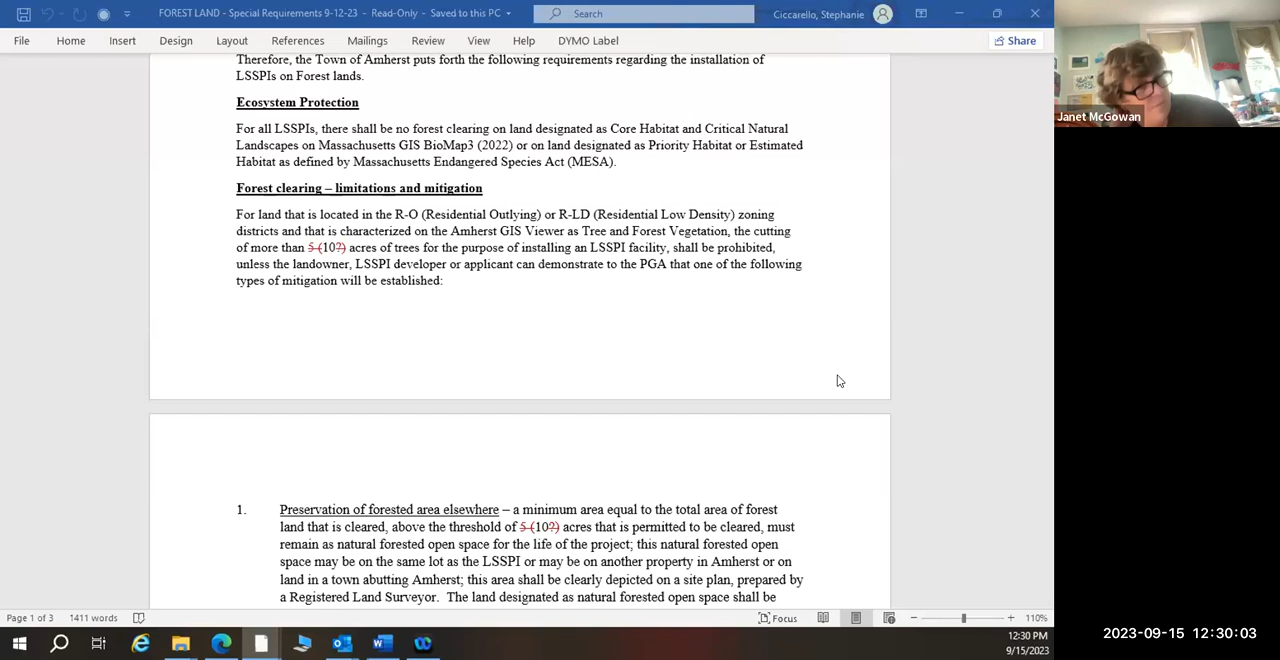 FOREST LAND - Special Requirements 9-12-23 - Read-Only - Saved to this PC
Search
Ciccarello, Stephanie
File Home Insert Design Layout References Mailings Review View Help DYMO Label
Share
Therefore, the Town of Amherst puts forth the following requirements regarding the installation of
LSSPIs on Forest lands.
Ecosystem Protection
For all LSSPIs, there shall be no forest clearing on land designated as Core Habitat and Critical Natural
Landscapes on Massachusetts GIS BioMap3 (2022) or on land designated as Priority Habitat or Estimated
Habitat as defined by Massachusetts Endangered Species Act (MESA).
Forest clearing – limitations and mitigation
For land that is located in the R-O (Residential Outlying) or R-LD (Residential Low Density) zoning
districts and that is characterized on the Amherst GIS Viewer as Tree and Forest Vegetation, the cutting
of more than 5 (10?) acres of trees for the purpose of installing an LSSPI facility, shall be prohibited,
unless the landowner, LSSPI developer or applicant can demonstrate to the PGA that one of the following
types of mitigation will be established:
1. Preservation of forested area elsewhere – a minimum area equal to the total area of forest
land that is cleared, above the threshold of 5 (10?) acres that is permitted to be cleared, must
remain as natural forested open space for the life of the project; this natural forested open
space may be on the same lot as the LSSPI or may be on another property in Amherst or on
land in a town abutting Amherst; this area shall be clearly depicted on a site plan, prepared by
a Registered Land Surveyor. The land designated as natural forested open space shall be
Page 1 of 3 1411 words
Focus
110%
12:30 PM
9/15/2023
Janet McGowan
2023-09-15 12:30:03